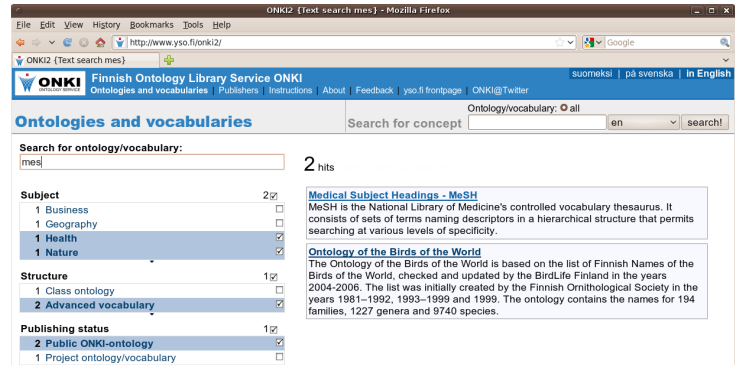 ONKI2 {Text search mes} - Mozilla Firefox
File Edit View History Bookmarks Tools Help
http://www.yso.fi/onki2/
Google
ONKI2 {Text search mes}
suomeksi | på svenska | in English
ONKI
ONTOLOGY SERVICE
Finnish Ontology Library Service ONKI
Ontologies and vocabularies | Publishers | Instructions | About | Feedback | yso.fi frontpage | ONKI@Twitter
Ontologies and vocabularies
Search for concept
Ontology/vocabulary: all
en
search!
Search for ontology/vocabulary:
mes
2 hits
Subject 2
1 Business
1 Geography
1 Health
1 Nature
Structure 1
1 Class ontology
2 Advanced vocabulary
Publishing status 1
2 Public ONKI-ontology
1 Project ontology/vocabulary
Medical Subject Headings - MeSH
MeSH is the National Library of Medicine's controlled vocabulary thesaurus. It
consists of sets of terms naming descriptors in a hierarchical structure that permits
searching at various levels of specificity.
Ontology of the Birds of the World
The Ontology of the Birds of the World is based on the list of Finnish Names of the
Birds of the World, checked and updated by the BirdLife Finland in the years
2004-2006. The list was initially created by the Finnish Ornithological Society in the
years 1981–1992, 1993–1999 and 1999. The ontology contains the names for 194
families, 1227 genera and 9740 species.